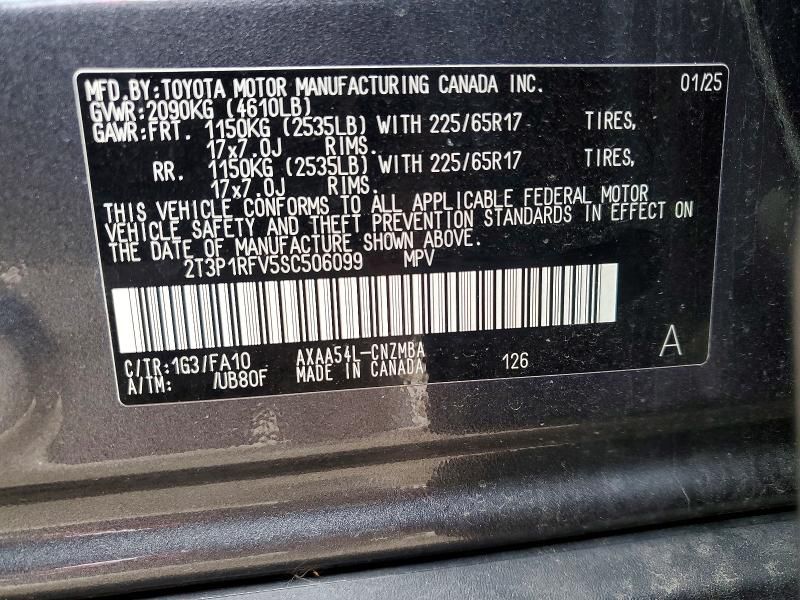 MFD.BY:TOYOTA MOTOR MANUFACTURING CANADA INC. 01/25
GVWR:2090KG (4610LB)
GAWR:FRT. 1150KG (2535LB) WITH 225/65R17 TIRES,
17x7.0J RIMS.
RR. 1150KG (2535LB) WITH 225/65R17 TIRES,
17x7.0J RIMS.
THIS VEHICLE CONFORMS TO ALL APPLICABLE FEDERAL MOTOR
VEHICLE SAFETY AND THEFT PREVENTION STANDARDS IN EFFECT ON
THE DATE OF MANUFACTURE SHOWN ABOVE.
2T3P1RFV5SC506099 MPV
C/TR:1G3/FA10 AXAA54L-CNZMBA A
A/TM: /UB80F MADE IN CANADA 126